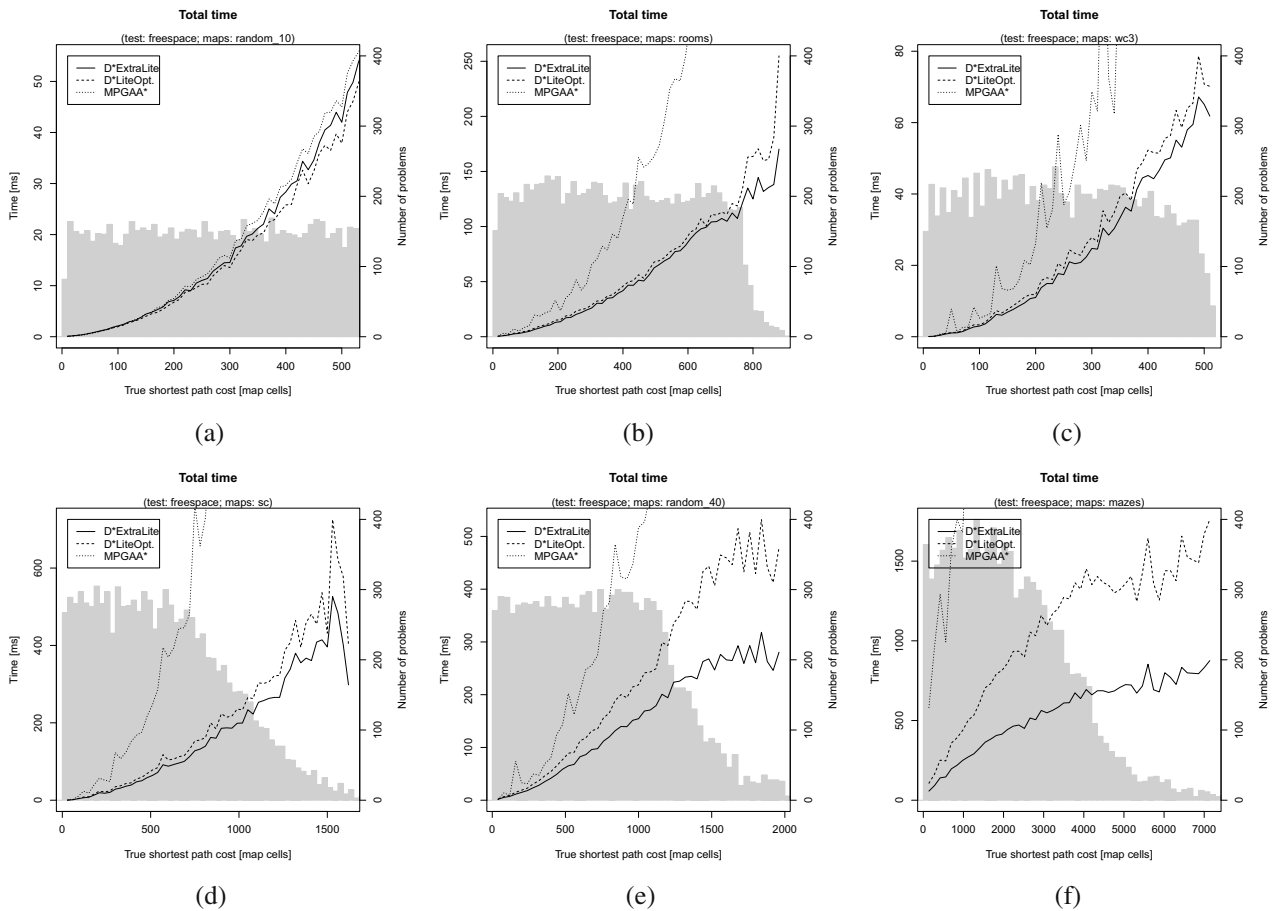 Total time
(test: freespace; maps: random_10)
D*ExtraLite
D*LiteOpt.
MPGAA*
Time [ms]
0 10 20 30 40 50
Number of problems
0 100 200 300 400
0 100 200 300 400 500
True shortest path cost [map cells]
(a)
Total time
(test: freespace; maps: rooms)
D*ExtraLite
D*LiteOpt.
MPGAA*
Time [ms]
0 50 100 150 200 250
Number of problems
0 100 200 300 400
0 200 400 600 800
True shortest path cost [map cells]
(b)
Total time
(test: freespace; maps: wc3)
D*ExtraLite
D*LiteOpt.
MPGAA*
Time [ms]
0 20 40 60 80
Number of problems
0 100 200 300 400
0 100 200 300 400 500
True shortest path cost [map cells]
(c)
Total time
(test: freespace; maps: sc)
D*ExtraLite
D*LiteOpt.
MPGAA*
Time [ms]
0 200 400 600
Number of problems
0 100 200 300 400
0 500 1000 1500
True shortest path cost [map cells]
(d)
Total time
(test: freespace; maps: random_40)
D*ExtraLite
D*LiteOpt.
MPGAA*
Time [ms]
0 100 200 300 400 500
Number of problems
0 100 200 300 400
0 500 1000 1500 2000
True shortest path cost [map cells]
(e)
Total time
(test: freespace; maps: mazes)
D*ExtraLite
D*LiteOpt.
MPGAA*
Time [ms]
0 500 1000 1500
Number of problems
0 100 200 300 400
0 1000 2000 3000 4000 5000 6000 7000
True shortest path cost [map cells]
(f)